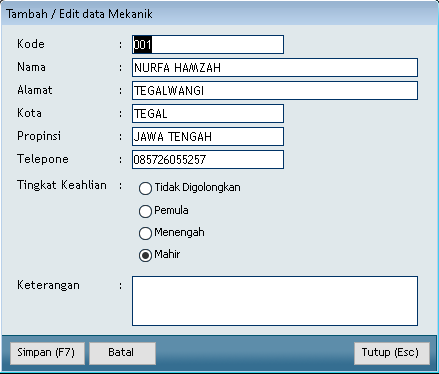 Tambah / Edit data Mekanik
Kode : 001
Nama : NURFA HAMZAH
Alamat : TEGALWANGI
Kota : TEGAL
Propinsi : JAWA TENGAH
Telepone : 085726055257
Tingkat Keahlian : Tidak Digolongkan
Pemula
Menengah
Mahir
Keterangan :
Simpan (F7) Batal Tutup (Esc)